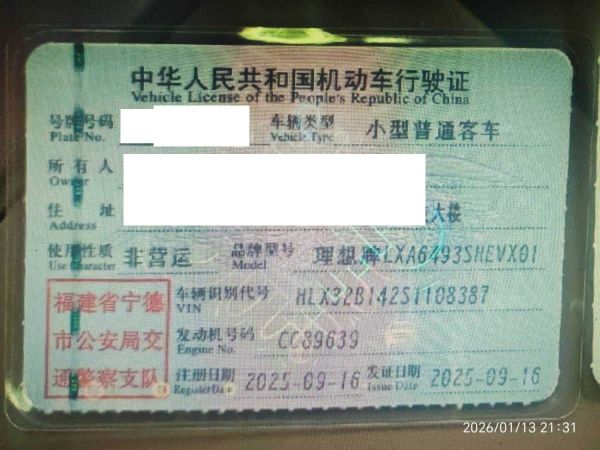 中华人民共和国机动车行驶证
Vehicle License of the People's Republic of China
号牌号码 车辆类型 小型普通客车
Plate No. Vehicle Type
所有人
Owner
住址 大楼
Address
使用性质 非营运 品牌型号 理想牌LXA6493SHEVX01
Use Character Model
福建省宁德 车辆识别代号 HLX32B142S1108387
VIN
市公安局交 发动机号码 CC89639
Engine No.
通警察支队 注册日期 2025-09-16 发证日期 2025-09-16
Register Date Issue Date
2026/01/13 21:31